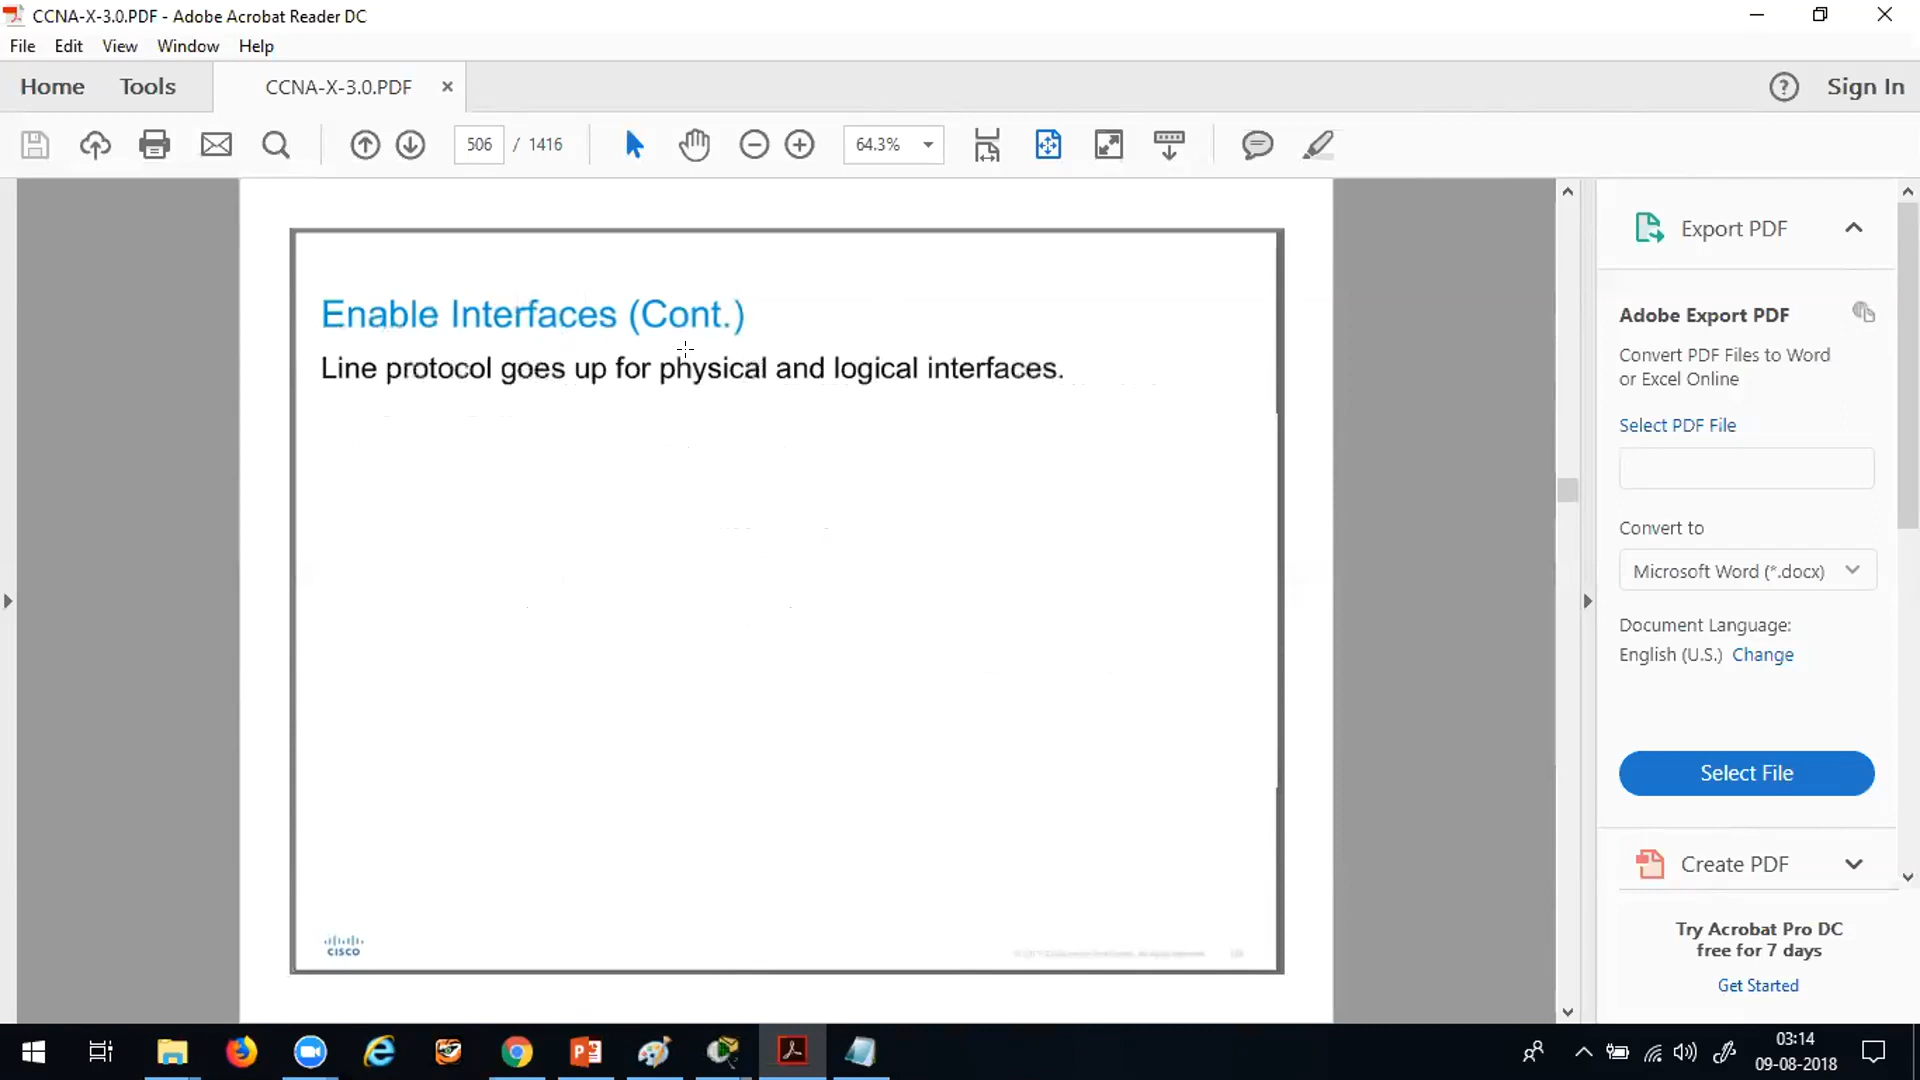 CCNA-X-3.0.PDF - Adobe Acrobat Reader DC
File Edit View Window Help
Home Tools CCNA-X-3.0.PDF × Sign In
506 / 1416 64.3%
Enable Interfaces (Cont.)
Line protocol goes up for physical and logical interfaces.
CISCO
Export PDF
Adobe Export PDF
Convert PDF Files to Word
or Excel Online
Select PDF File
Convert to
Microsoft Word (*.docx)
Document Language:
English (U.S.) Change
Select File
Create PDF
Try Acrobat Pro DC
free for 7 days
Get Started
03:14
09-08-2018